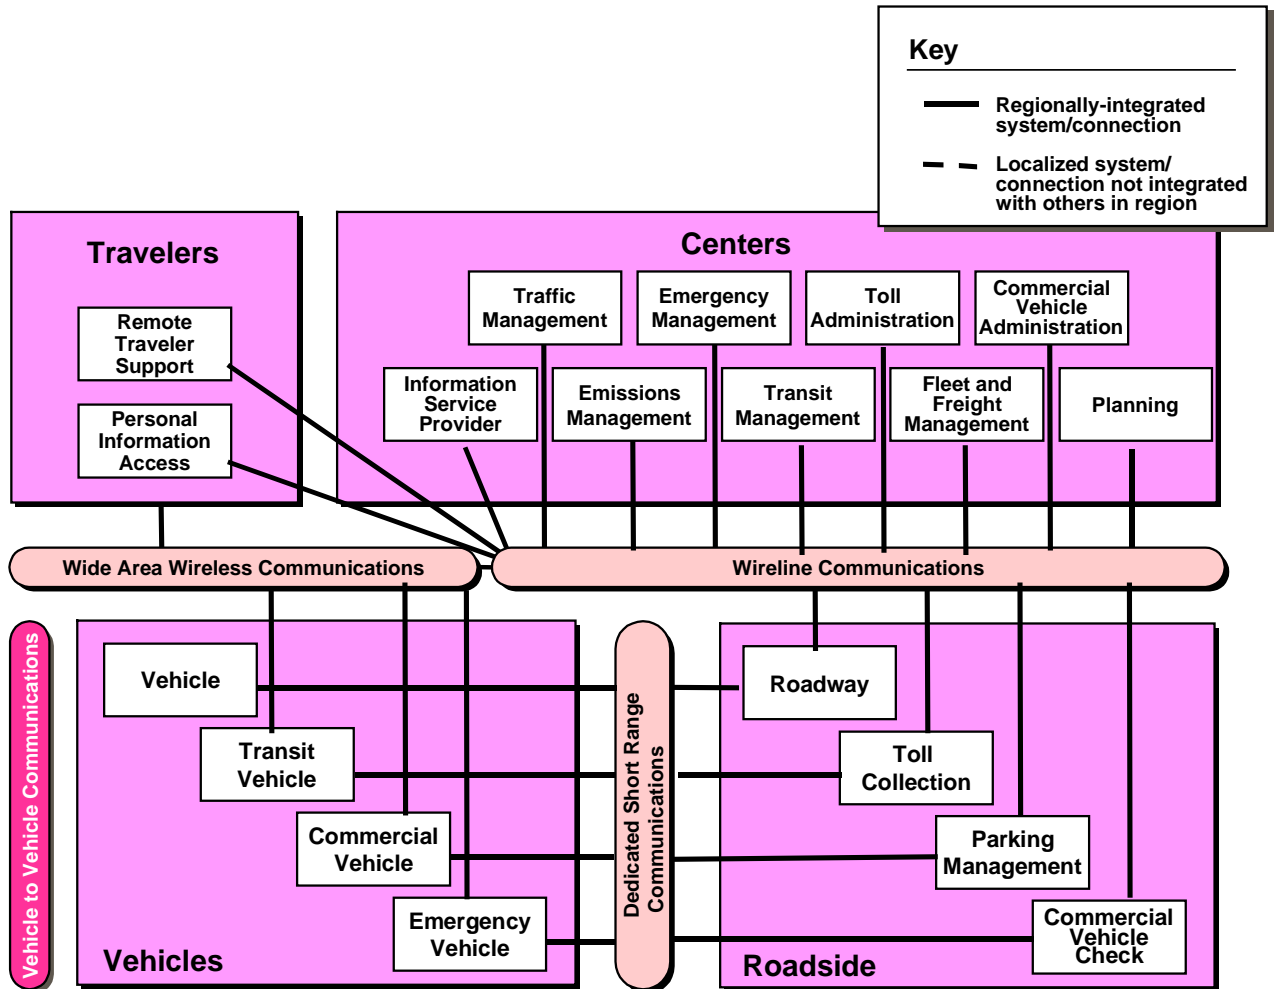 Key
Regionally-integrated
system/connection
Localized system/
connection not integrated
with others in region
Travelers
Remote
Traveler
Support
Personal
Information
Access
Centers
Traffic
Management
Emergency
Management
Toll
Administration
Commercial
Vehicle
Administration
Information
Service
Provider
Emissions
Management
Transit
Management
Fleet and
Freight
Management
Planning
Wide Area Wireless Communications
Wireline Communications
Vehicle to Vehicle Communications
Vehicle
Transit
Vehicle
Commercial
Vehicle
Emergency
Vehicle
Vehicles
Dedicated Short Range
Communications
Roadway
Toll
Collection
Parking
Management
Commercial
Vehicle
Check
Roadside